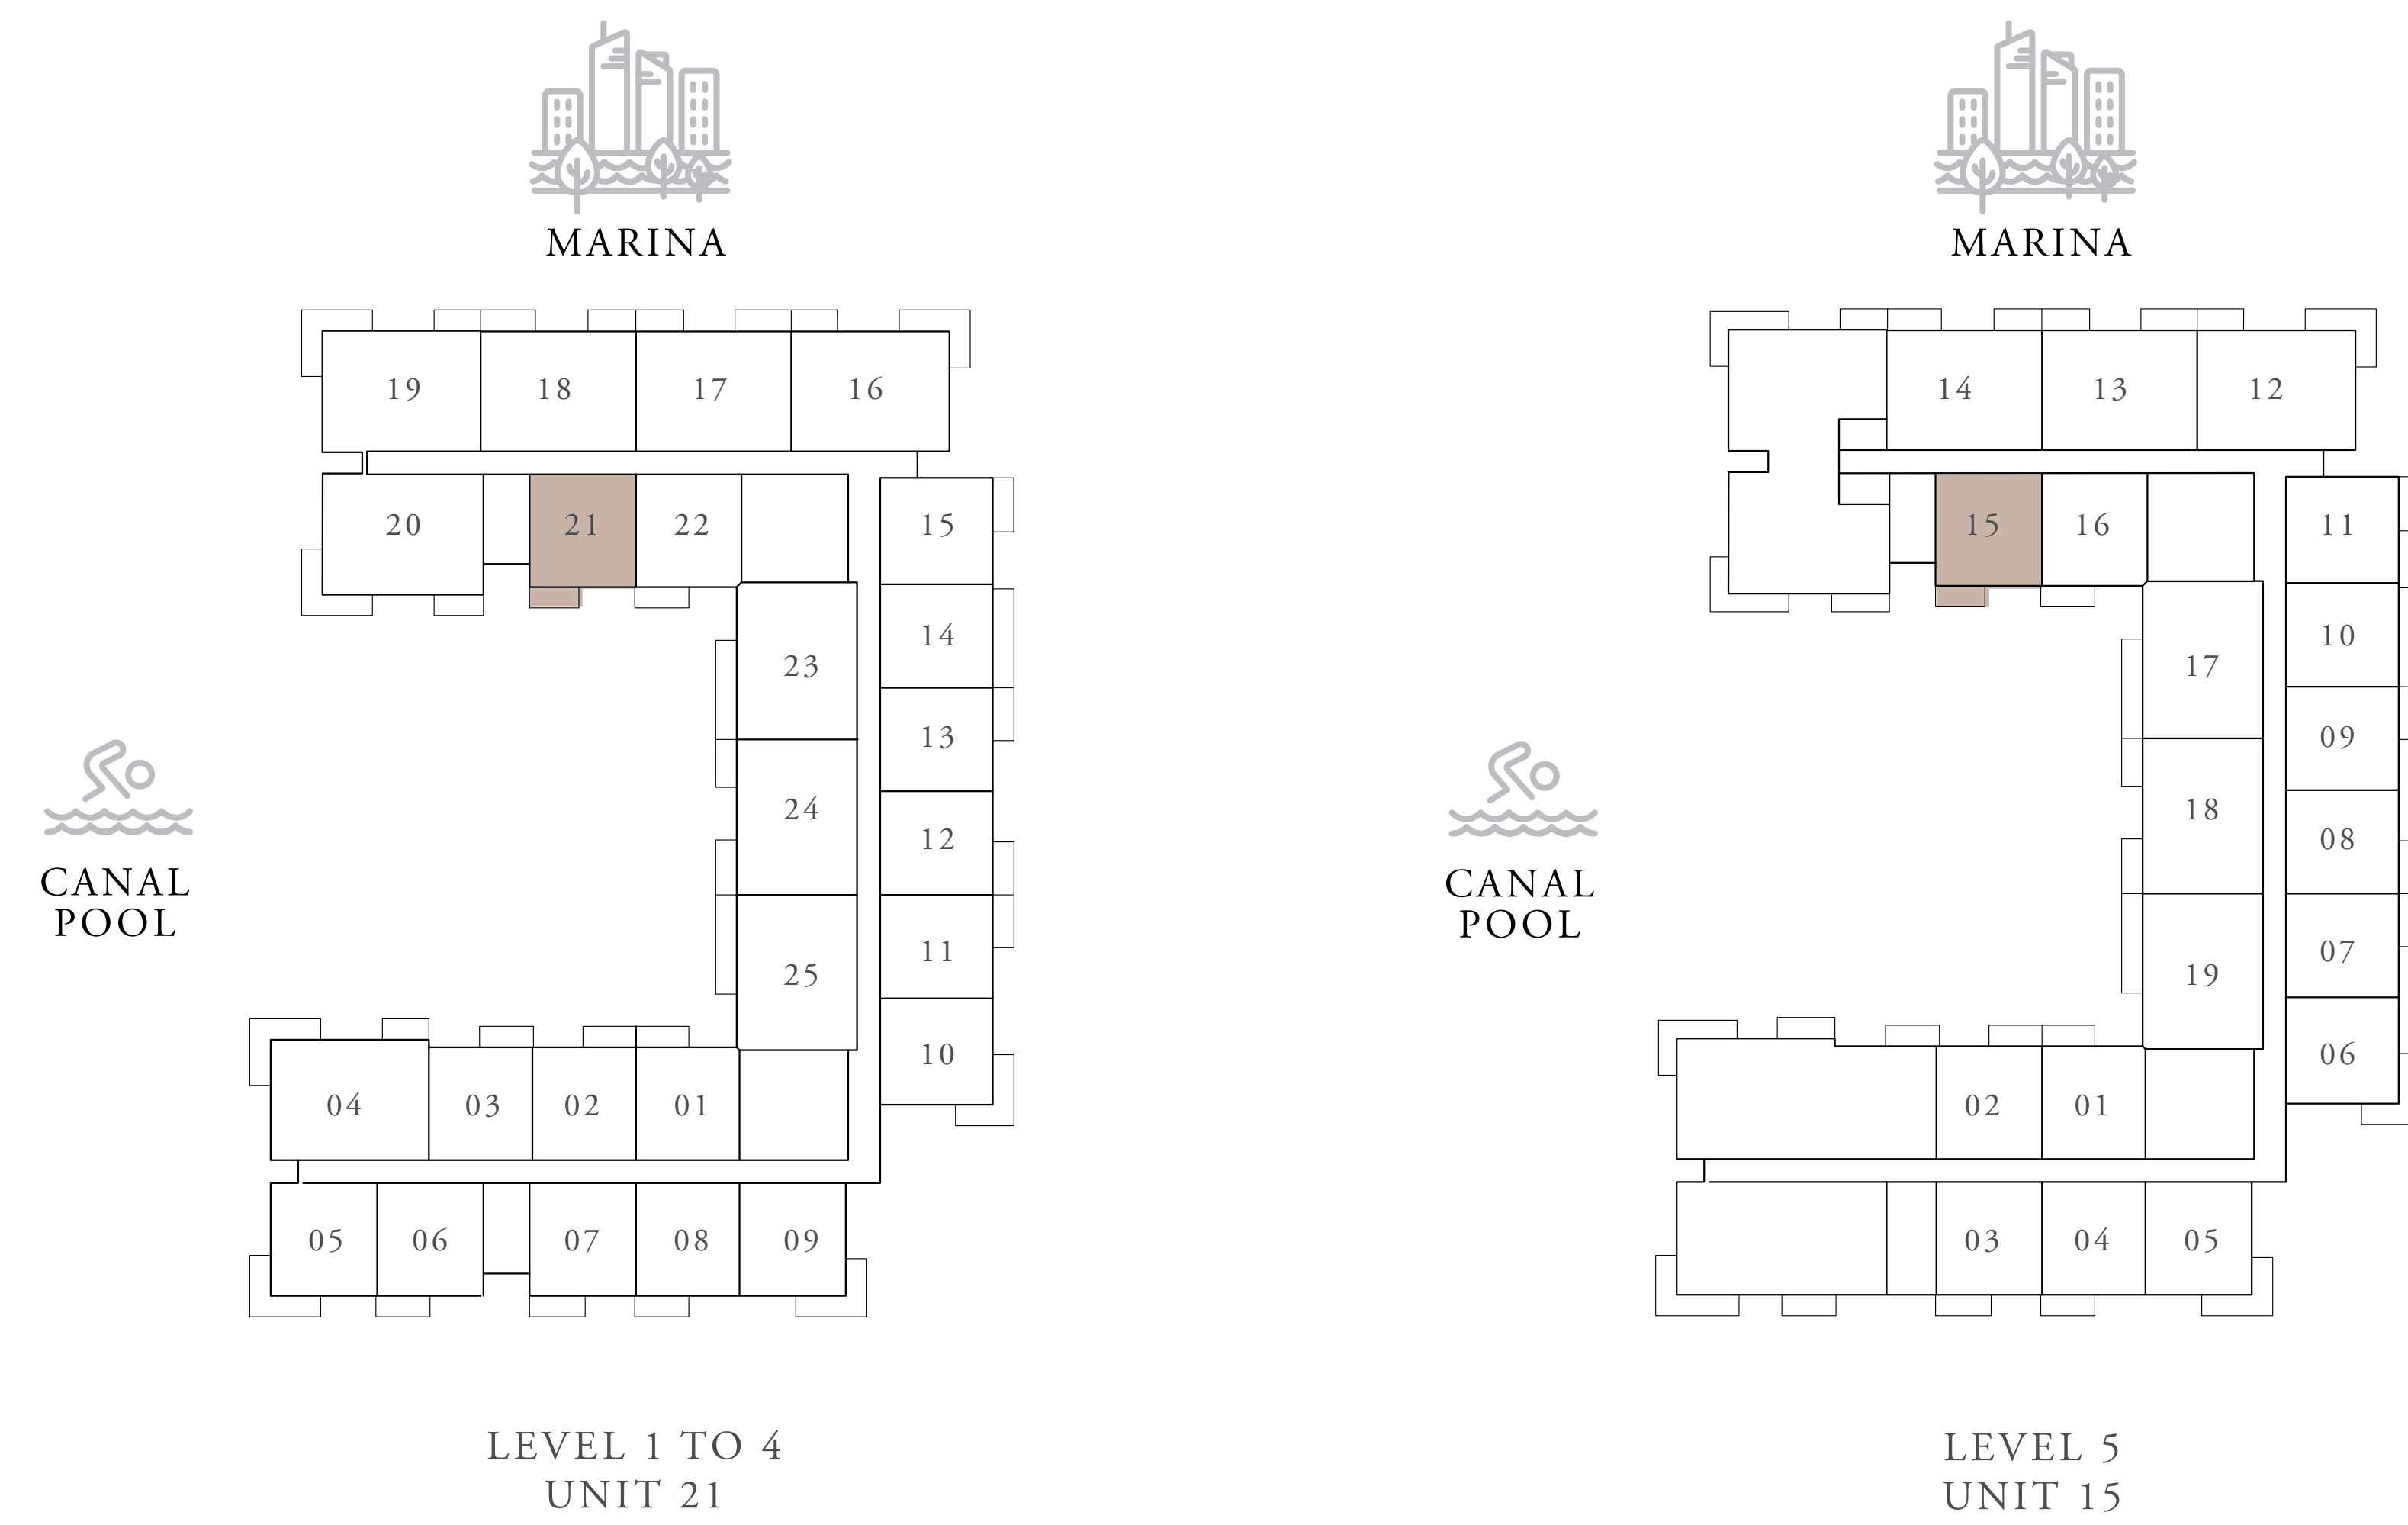 MARINA
19 18 17 16
20 21 22
15
14
23
13
24
12
11
25
10
04 03 02 01
05 06 07 08 09
CANAL
POOL
LEVEL 1 TO 4
UNIT 21
MARINA
14 13 12
15 16
11
10
17
09
18
08
07
19
06
02 01
03 04 05
CANAL
POOL
LEVEL 5
UNIT 15